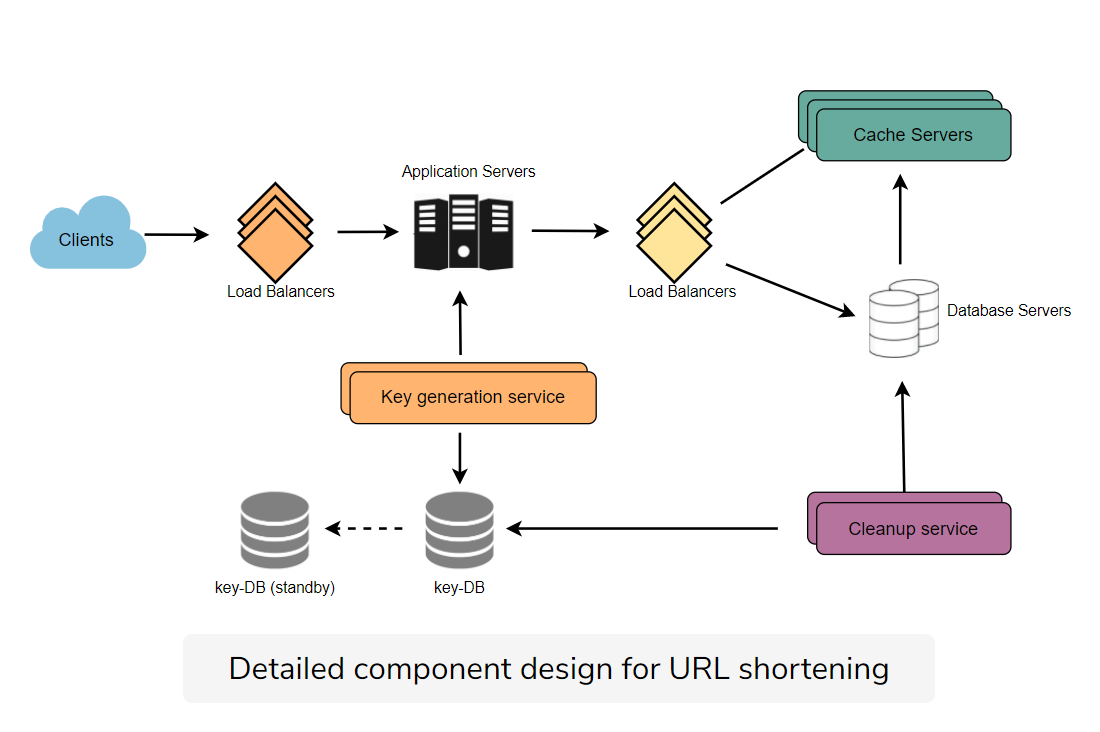 Cache Servers
Application Servers
Clients
Load Balancers
Load Balancers
Database Servers
Key generation service
Cleanup service
key-DB (standby)
key-DB
Detailed component design for URL shortening